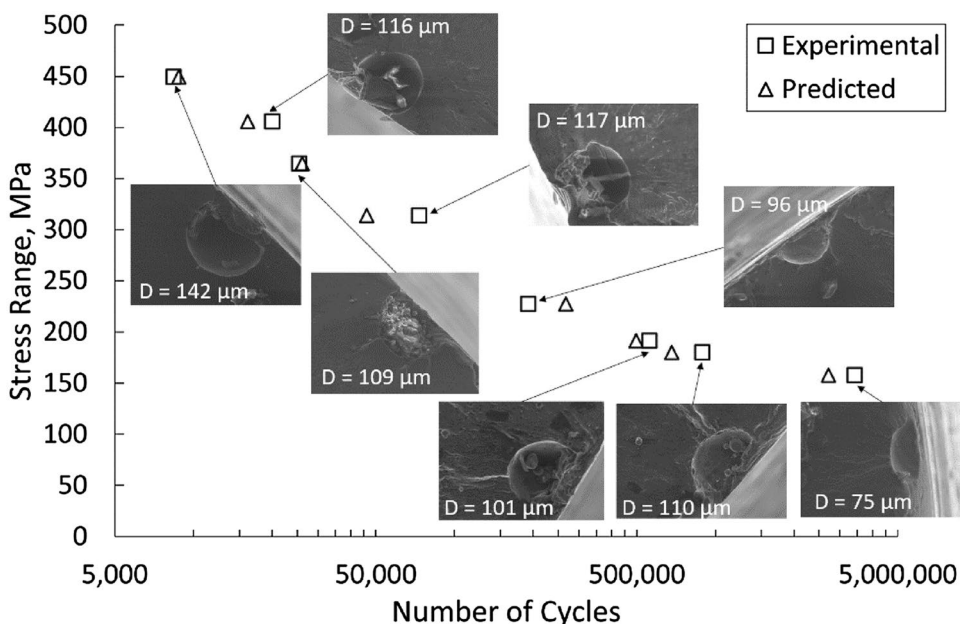 Stress Range, MPa
500
450
400
350
300
250
200
150
100
50
0
D = 116 µm
D = 117 µm
D = 96 µm
D = 142 µm
D = 109 µm
D = 101 µm
D = 110 µm
D = 75 µm
Experimental
Predicted
5,000
50,000
500,000
5,000,000
Number of Cycles